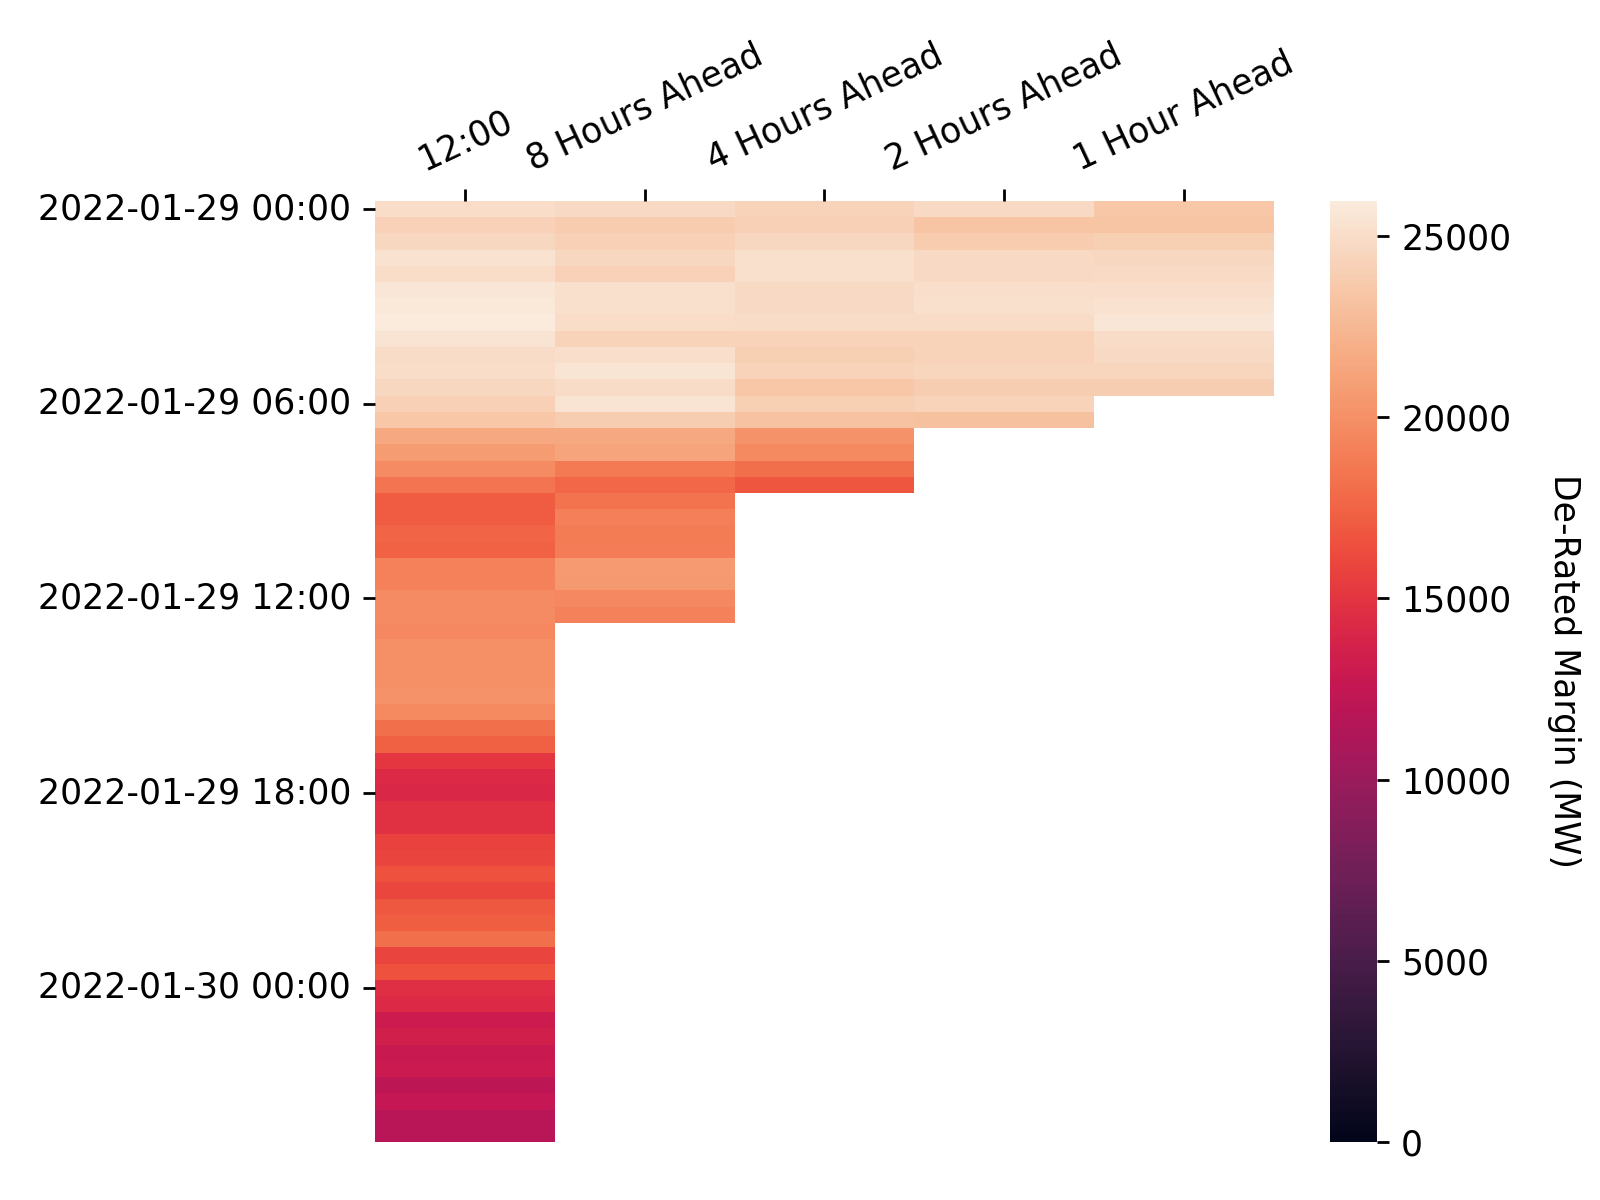 12:00
8 Hours Ahead
4 Hours Ahead
2 Hours Ahead
1 Hour Ahead
2022-01-29 00:00
2022-01-29 06:00
2022-01-29 12:00
2022-01-29 18:00
2022-01-30 00:00
25000
20000
15000
10000
5000
0
De-Rated Margin (MW)